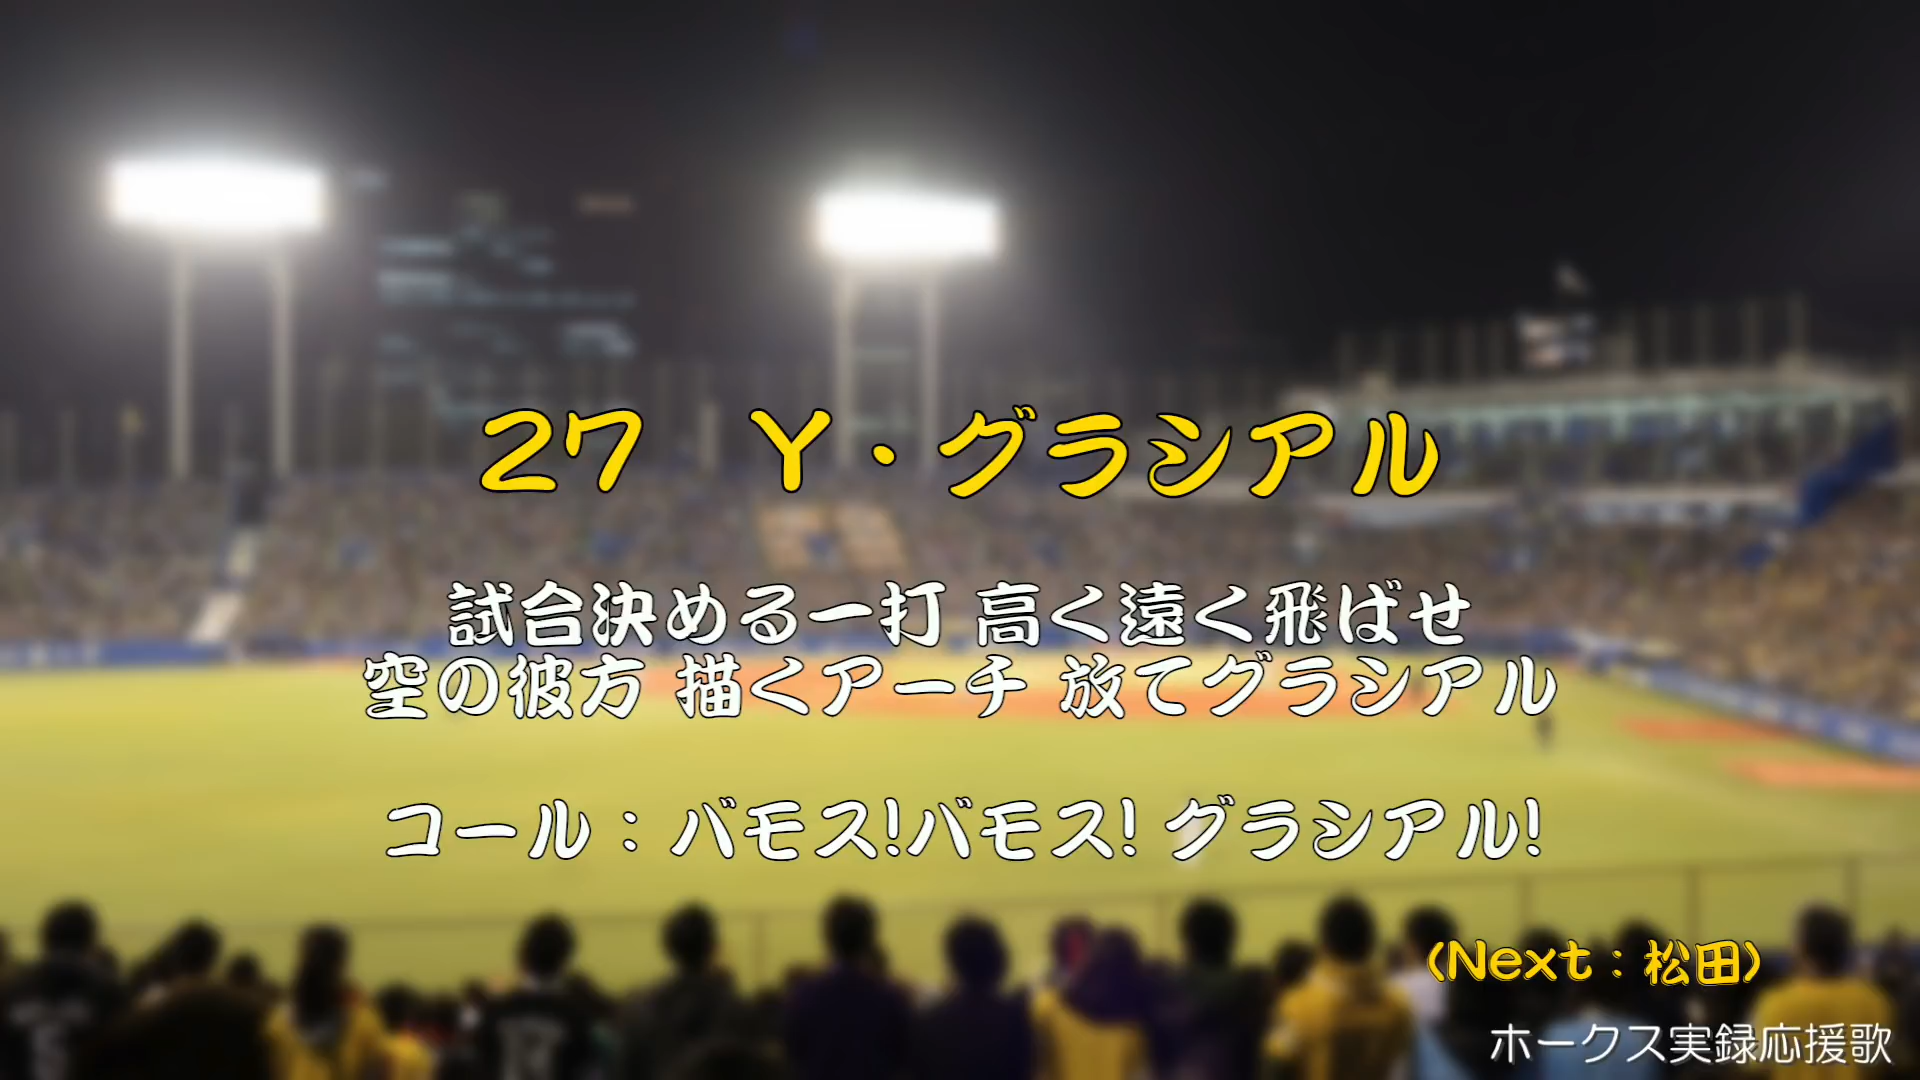 27　Y・グラシアル
試合決める一打 高く遠く飛ばせ
空の彼方 描くアーチ 放てグラシアル
コール：バモス!バモス! グラシアル!
(Next：松田)
ホークス実録応援歌